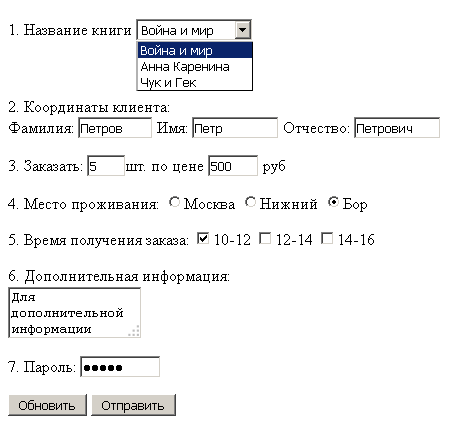 1. Название книги Война и мир
Война и мир
Анна Каренина
Чук и Гек
2. Координаты клиента:
Фамилия: Петров Имя: Петр Отчество: Петрович
3. Заказать: 5 шт. по цене 500 руб
4. Место проживания: Москва Нижний Бор
5. Время получения заказа: 10-12 12-14 14-16
6. Дополнительная информация:
Для
дополнительной
информации
7. Пароль: ●●●●●
Обновить Отправить